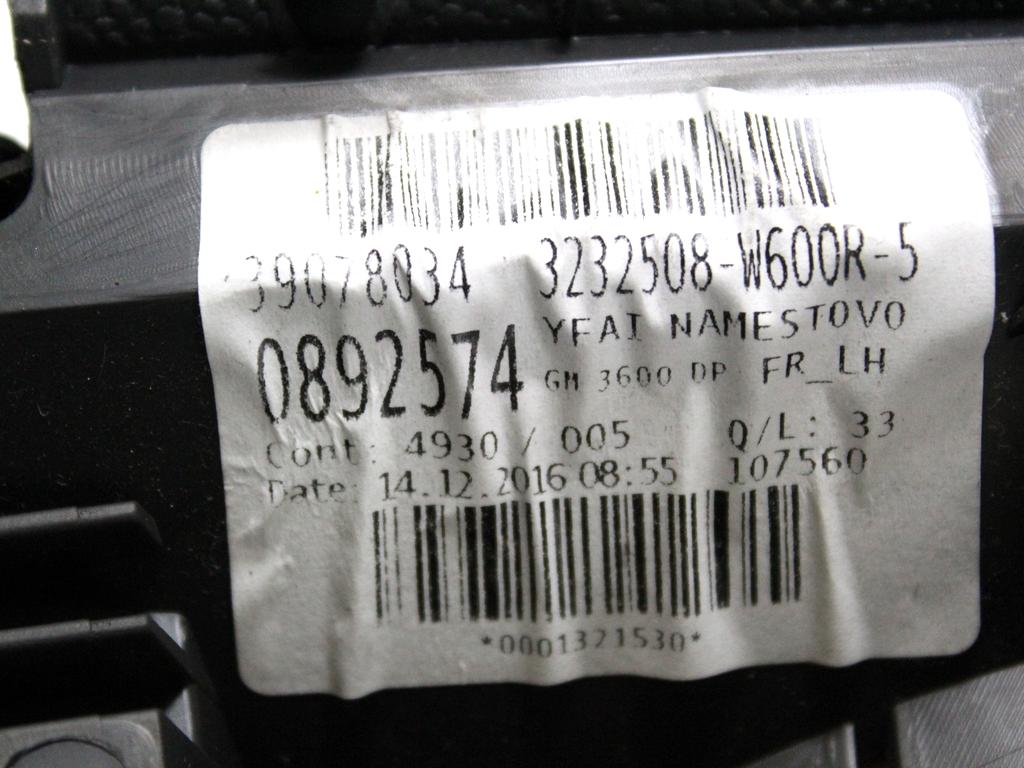 39078034 3232508-W600R-5
0892574 YFAI NAMESTOVO
GM 3600 DP FR_LH
Cont: 4930 / 005 Q/L: 33
Date: 14.12.2016 08:55 107560
*0001321530*